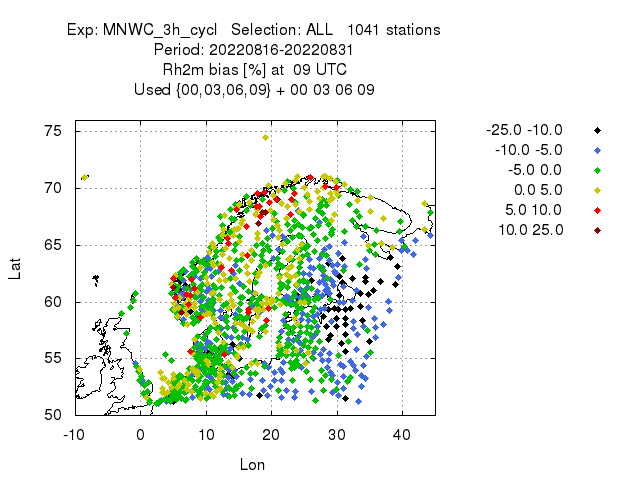 Exp: MNWC_3h_cycl   Selection: ALL   1041 stations
Period: 20220816-20220831
Rh2m bias [%] at  09 UTC
Used {00,03,06,09} + 00 03 06 09
-25.0 -10.0
-10.0 -5.0
-5.0 0.0
0.0 5.0
5.0 10.0
10.0 25.0
75
70
65
60
55
50
Lat
-10 0 10 20 30 40
Lon